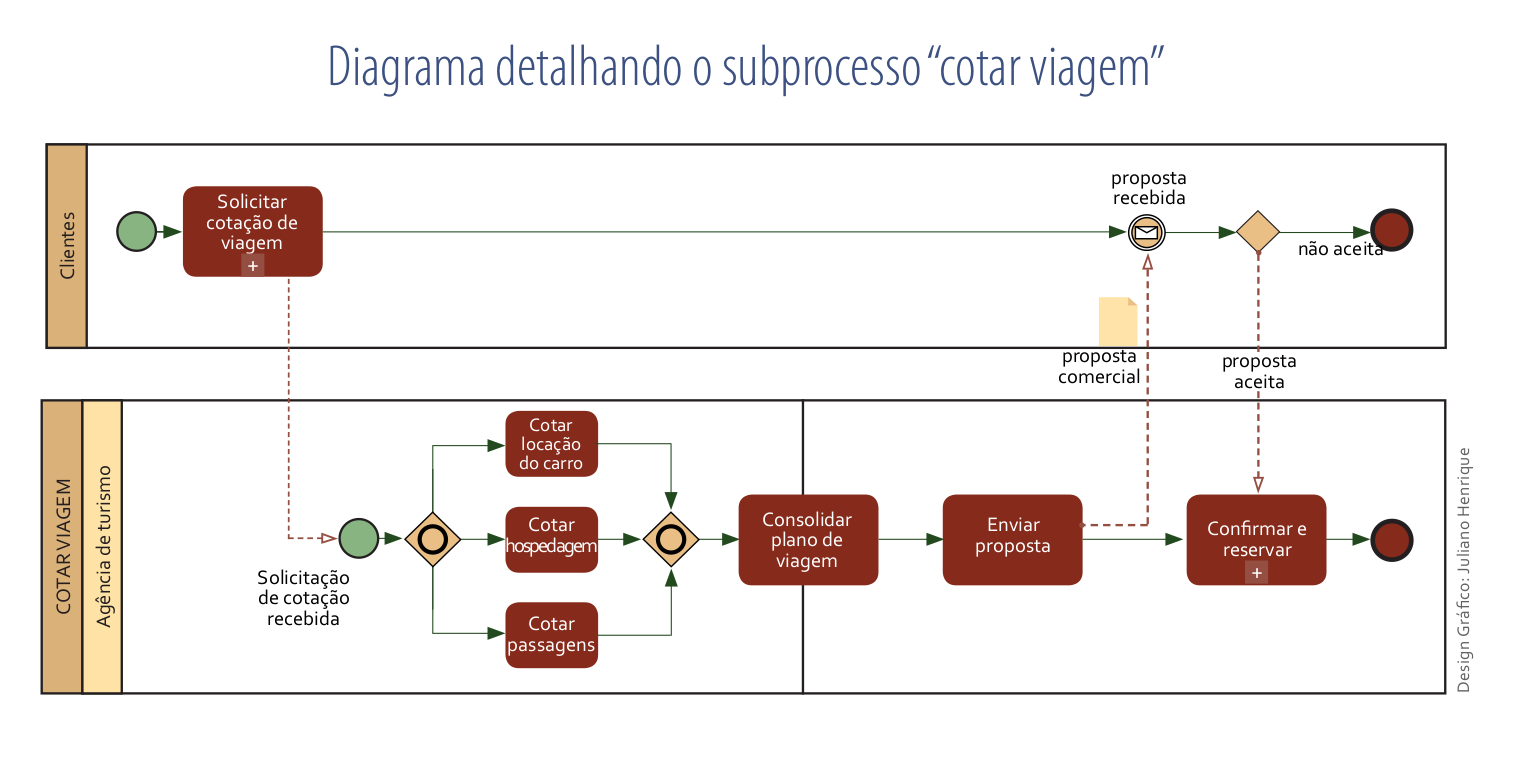 Diagrama detalhando o subprocesso “cotar viagem”
Clientes
Solicitar
cotação de
viagem
+
proposta
recebida
não aceita
proposta
comercial
proposta
aceita
COTAR VIAGEM
Agência de turismo
Solicitação
de cotação
recebida
Cotar
locação
do carro
Cotar
hospedagem
Cotar
passagens
Consolidar
plano de
viagem
Enviar
proposta
Confirmar e
reservar
+
Design Gráfico: Juliano Henrique